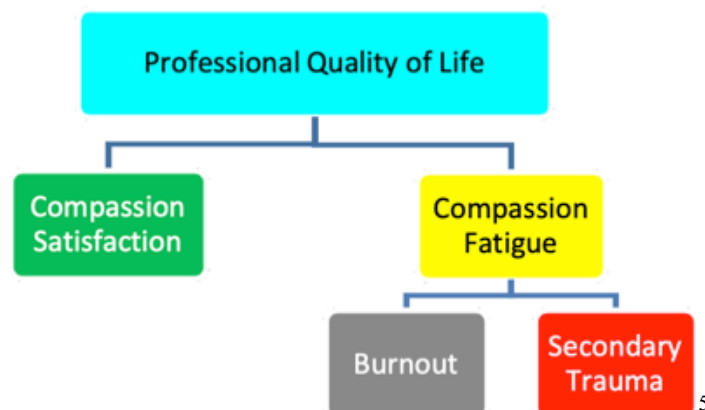 Professional Quality of Life
Compassion
Satisfaction
Compassion
Fatigue
Burnout
Secondary
Trauma
5